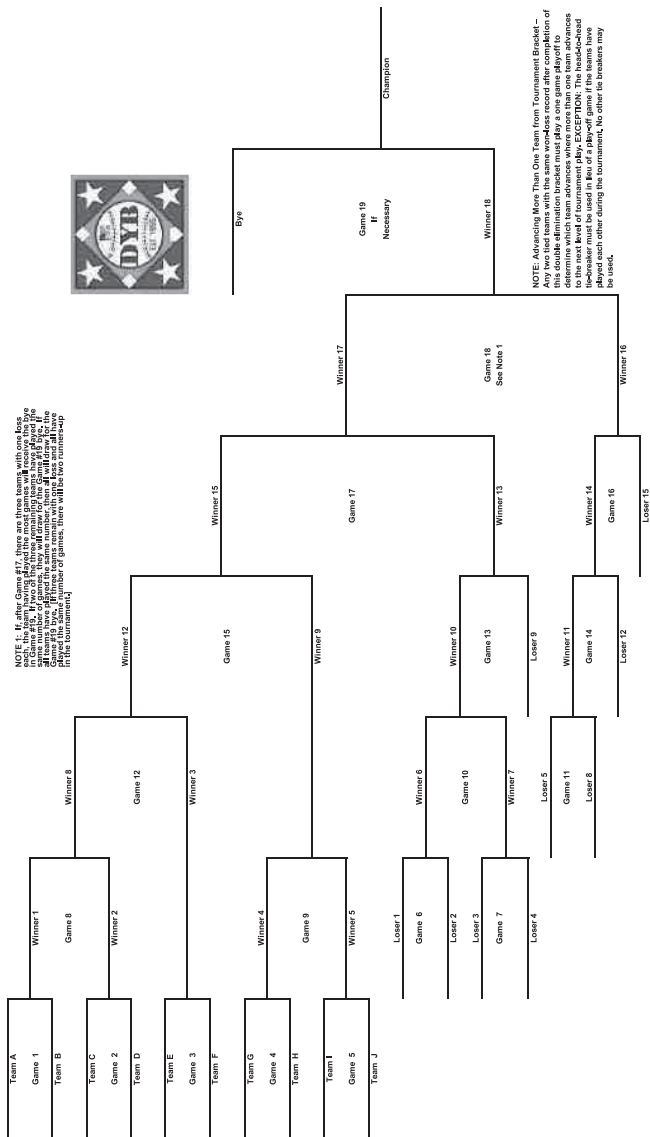 NOTE 1: If, after Game #17, there are three teams with one loss
each, the team having played the most games will receive the bye
in Game #19. If two of the three remaining teams have played the
same number of games, they will draw for the Game #19 bye. If
all teams have played the same number, then all will draw for the
Game #19 bye. [If three teams remain with one loss and all have
played the same number of games, there will be two runners-up
in the tournament.]
Team A
Game 1
Team B
Team C
Game 2
Team D
Team E
Game 3
Team F
Team G
Game 4
Team H
Team I
Game 5
Team J
Winner 1
Game 8
Winner 2
Winner 4
Game 9
Winner 5
Loser 1
Game 6
Loser 2
Loser 3
Game 7
Loser 4
Winner 8
Game 12
Winner 3
Winner 6
Game 10
Winner 7
Loser 5
Game 11
Loser 8
Winner 12
Game 15
Winner 9
Winner 10
Game 13
Loser 9
Winner 11
Game 14
Loser 12
Winner 15
Game 17
Winner 13
Winner 14
Game 16
Loser 15
Winner 17
Game 18
See Note 1
Winner 16
Bye
Game 19
If
Necessary
Winner 18
Champion
DYB
NOTE: Advancing More Than One Team from Tournament Bracket –
Any two tied teams with the same won-loss record after completion of
this double elimination bracket must play a one game playoff to
determine which team advances where more than one team advances
to the next level of tournament play. EXCEPTION: The head-to-head
tie-breaker must be used in lieu of a play-off game if the teams have
played each other during the tournament. No other tie breakers may
be used.